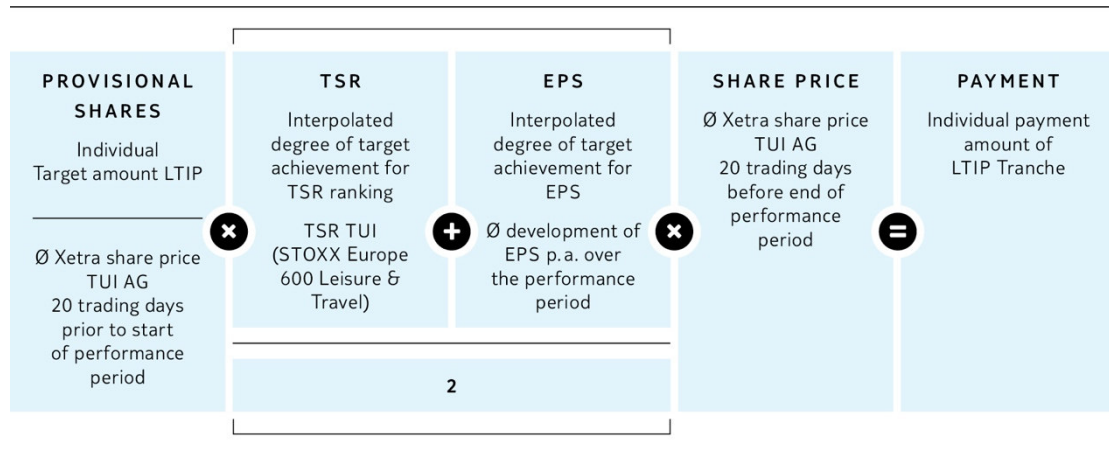 PROVISIONAL
SHARES
Individual
Target amount LTIP
Ø Xetra share price
TUI AG
20 trading days
prior to start
of performance
period
×
TSR
Interpolated
degree of target
achievement for
TSR ranking
TSR TUI
(STOXX Europe
600 Leisure &
Travel)
+
EPS
Interpolated
degree of target
achievement for
EPS
Ø development of
EPS p. a. over
the performance
period
2
×
SHARE PRICE
Ø Xetra share price
TUI AG
20 trading days
before end of
performance
period
=
PAYMENT
Individual payment
amount of
LTIP Tranche